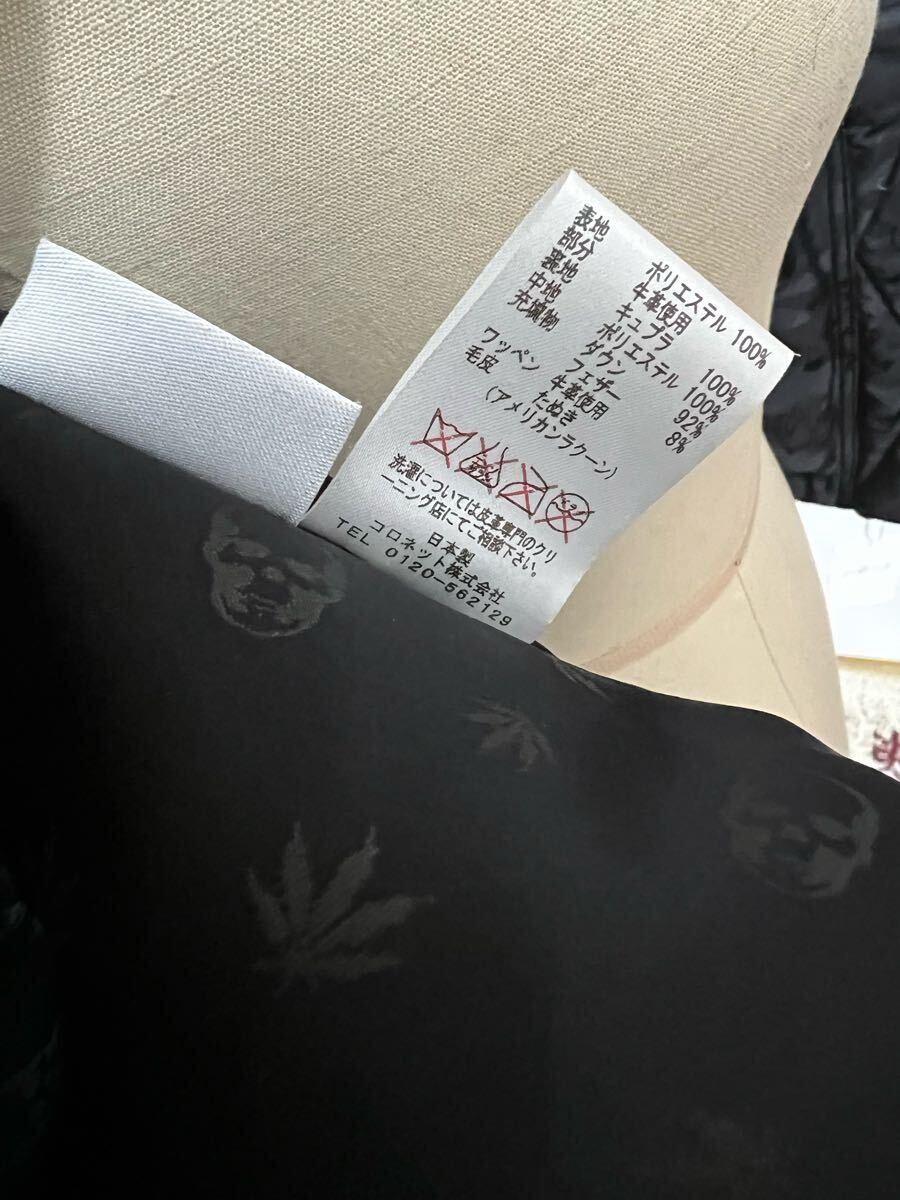 表地 ポリエステル 100%
部分 牛革使用
裏地 キュプラ 100%
中地 ポリエステル 100%
充填物 ダウン 92%
フェザー 8%
ワッペン 牛革使用
毛皮 たぬき
(アメリカンラクーン)
洗濯については皮革専門のクリ
ーニング店にてご相談下さい。
日本製
コロネット株式会社
TEL 0120-562129